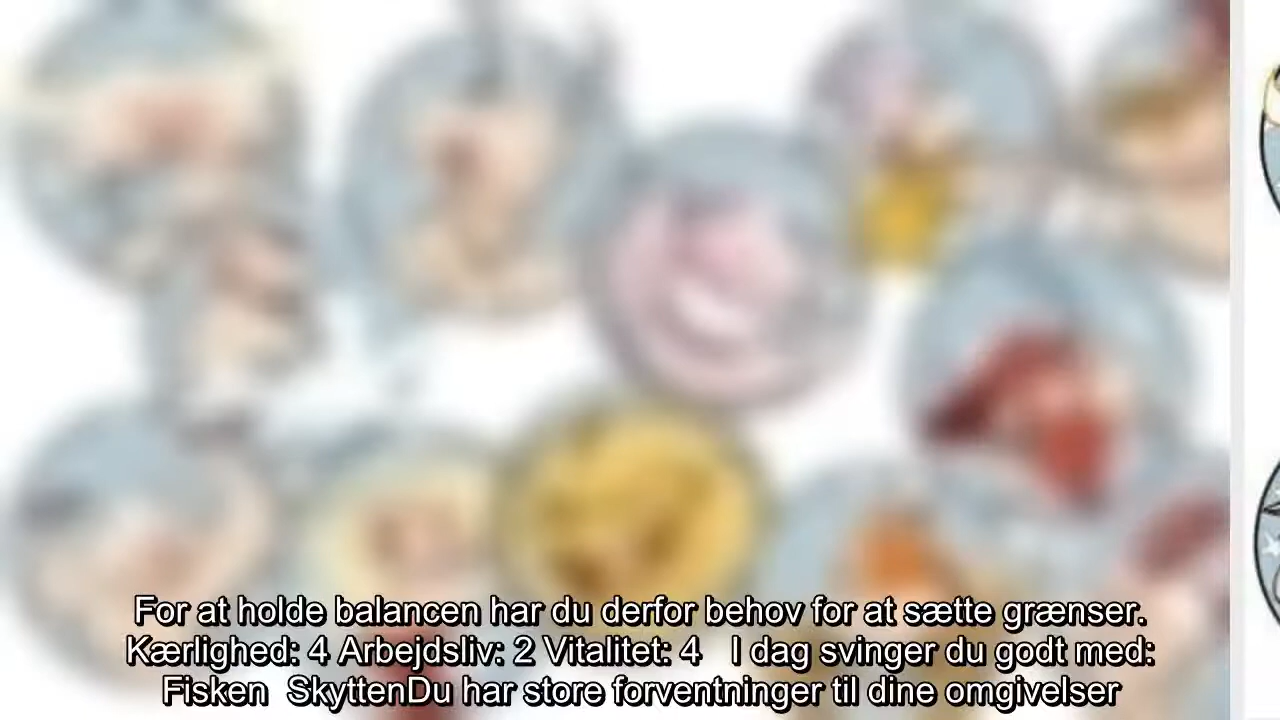 For at holde balancen har du derfor behov for at sætte grænser.
Kærlighed: 4 Arbejdsliv: 2 Vitalitet: 4   I dag svinger du godt med:
Fisken  SkyttenDu har store forventninger til dine omgivelser